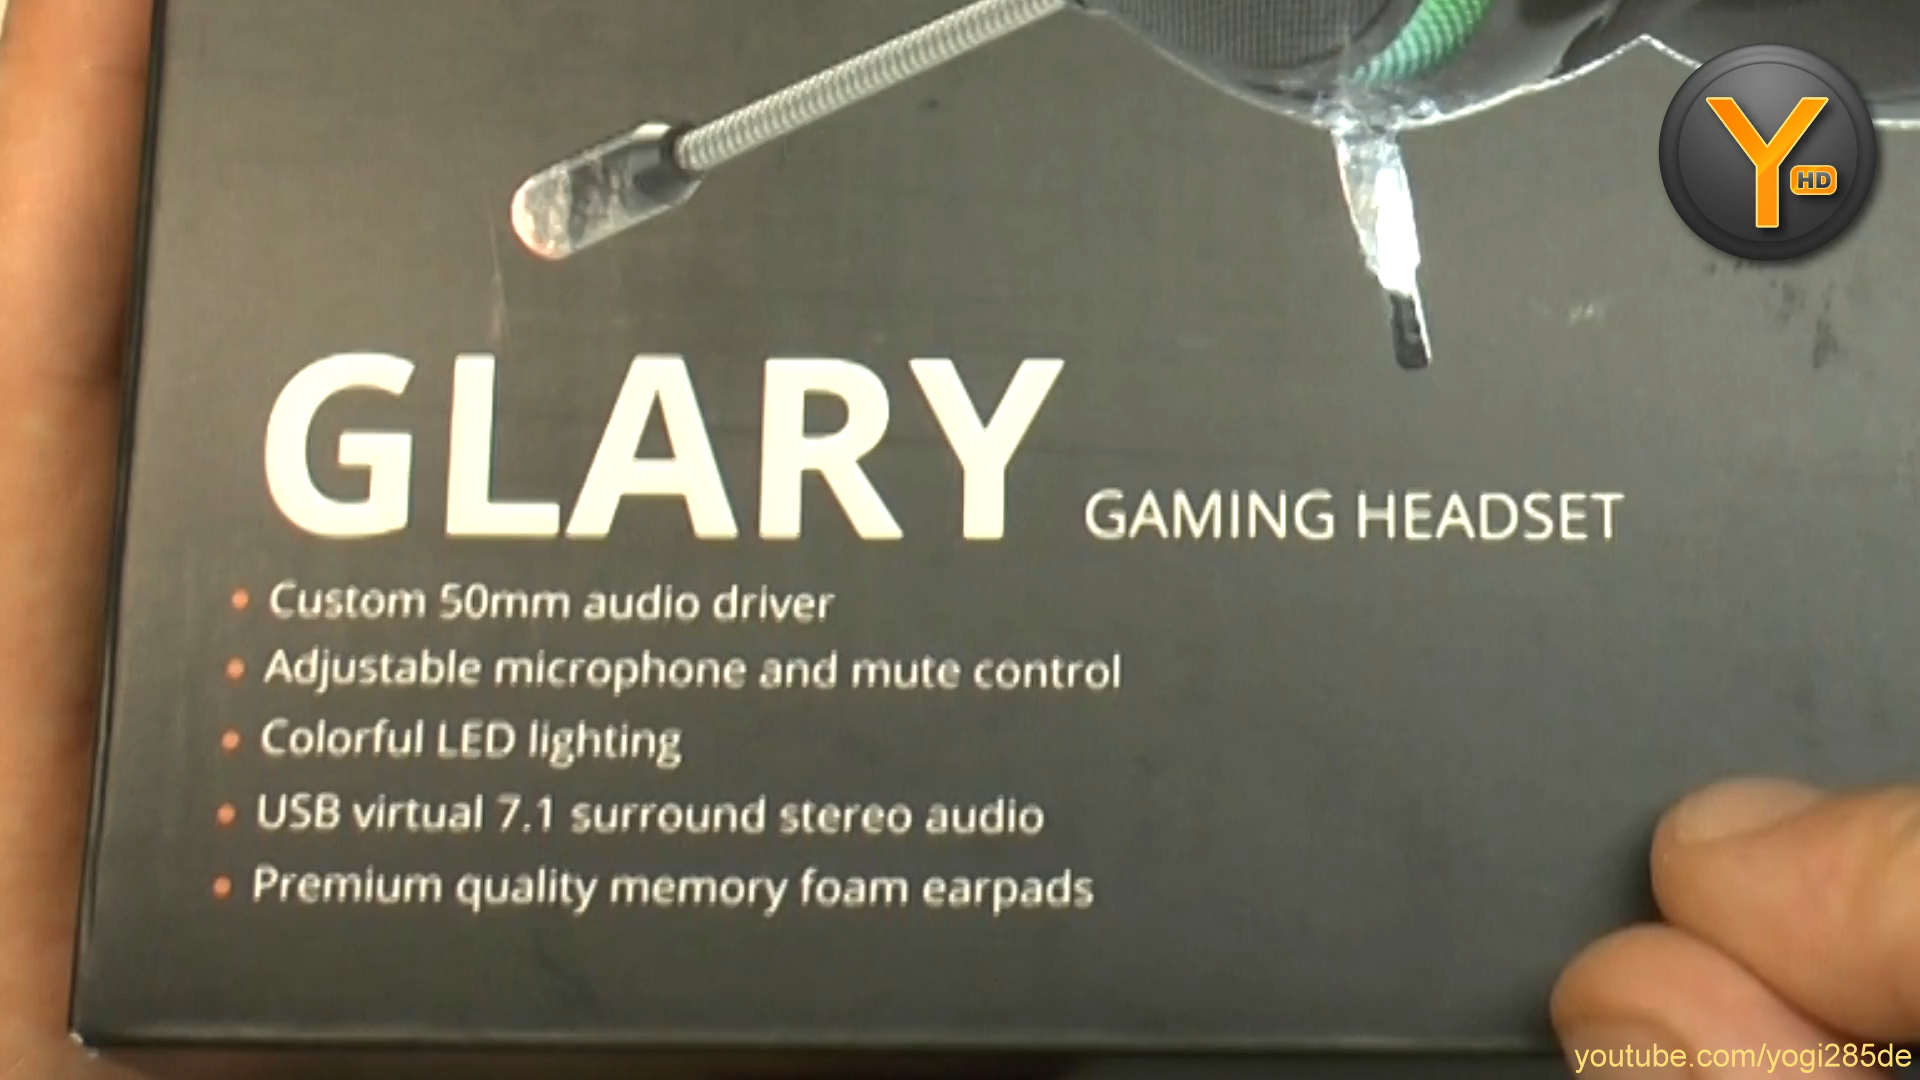 Y HD
GLARY GAMING HEADSET
• Custom 50mm audio driver
• Adjustable microphone and mute control
• Colorful LED lighting
• USB virtual 7.1 surround stereo audio
• Premium quality memory foam earpads
youtube.com/yogi285de